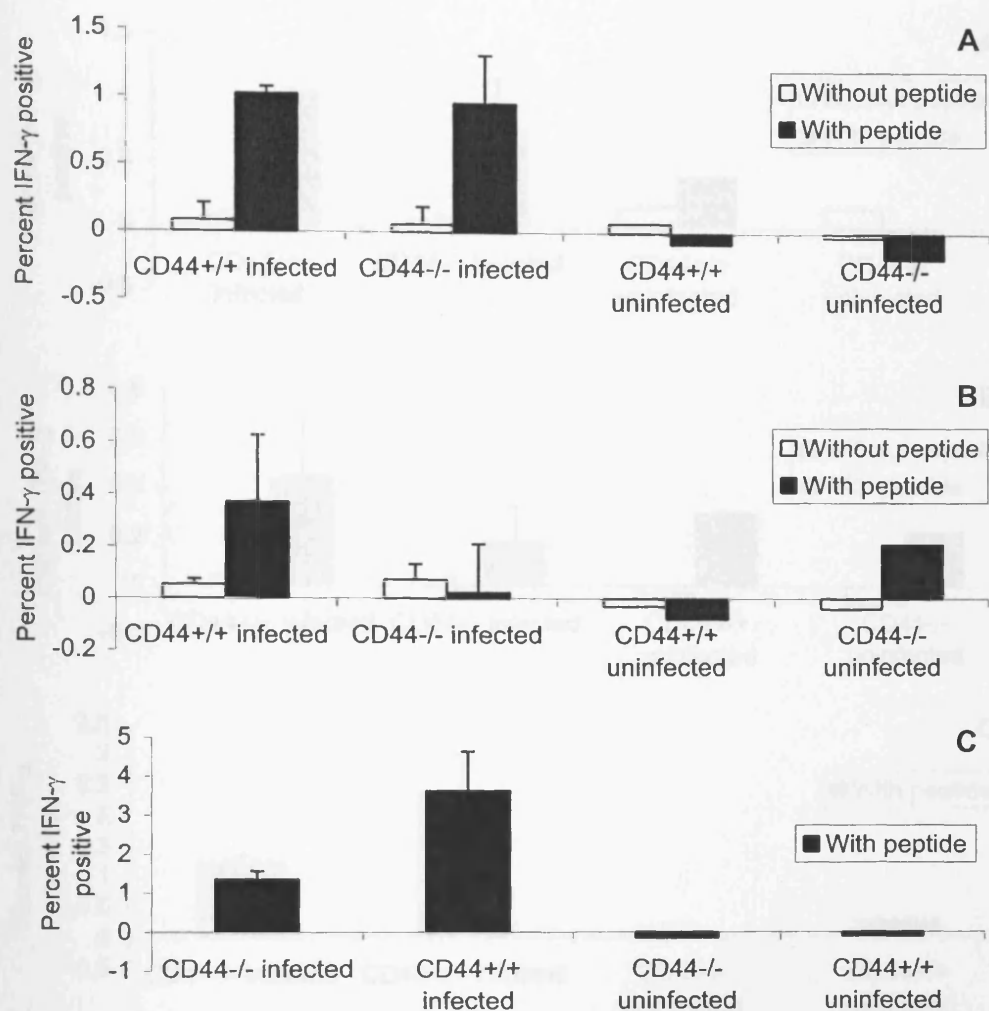 A
Percent IFN-γ positive
1.5
1
0.5
0
-0.5
Without peptide
With peptide
CD44+/+ infected
CD44-/- infected
CD44+/+
uninfected
CD44-/-
uninfected
B
Percent IFN-γ positive
0.8
0.6
0.4
0.2
0
-0.2
Without peptide
With peptide
CD44+/+ infected
CD44-/- infected
CD44+/+
uninfected
CD44-/-
uninfected
C
Percent IFN-γ
positive
5
4
3
2
1
0
-1
With peptide
CD44-/- infected
CD44+/+
infected
CD44-/-
uninfected
CD44+/+
uninfected